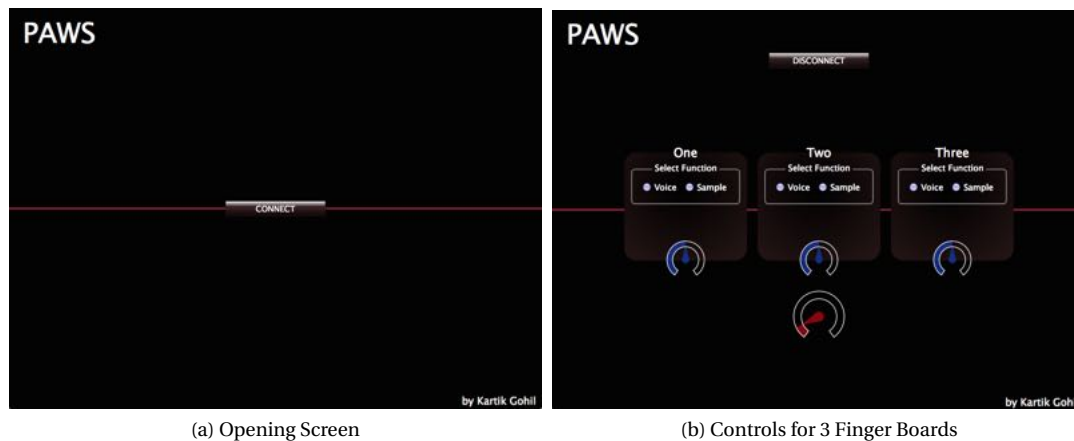 PAWS
CONNECT
by Kartik Gohil
(a) Opening Screen
PAWS
DISCONNECT
One
Select Function
Voice Sample
Two
Select Function
Voice Sample
Three
Select Function
Voice Sample
by Kartik Goh
(b) Controls for 3 Finger Boards